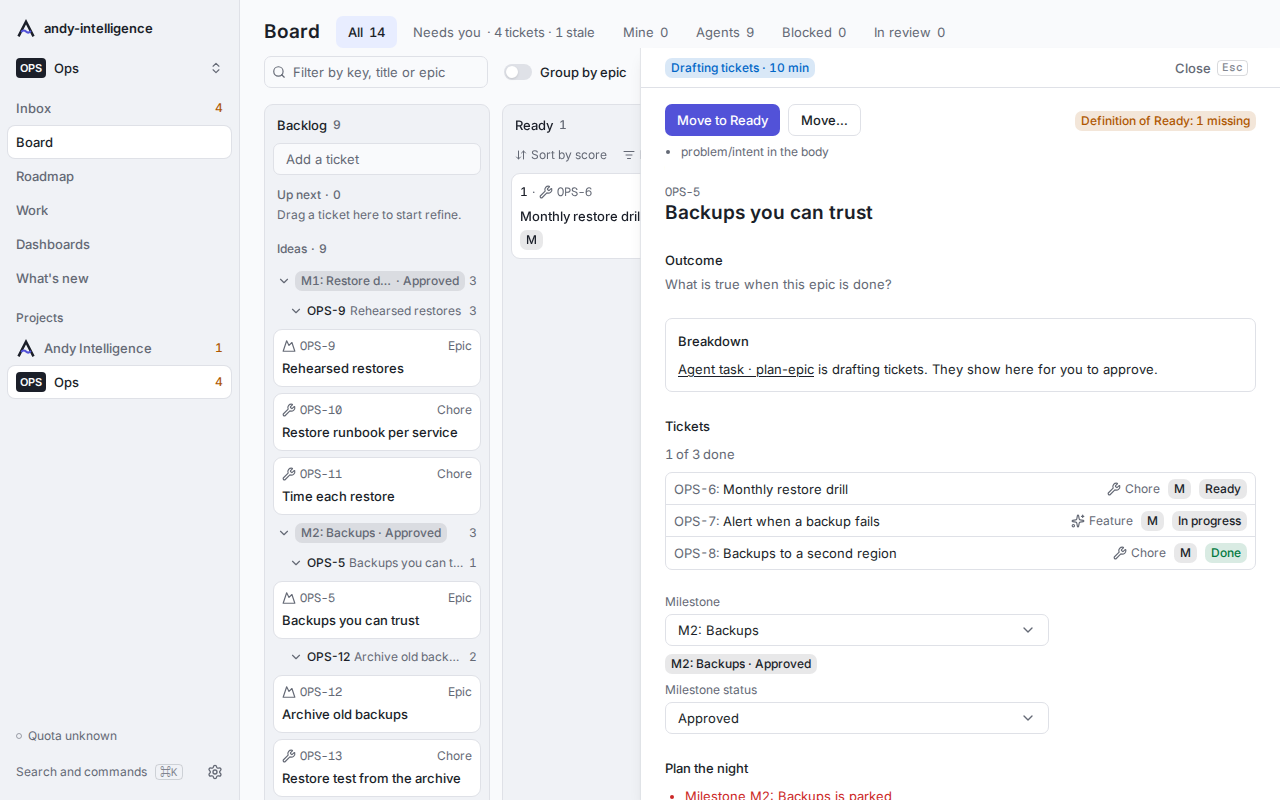 andy-intelligence
OPS Ops
Inbox 4
Board
Roadmap
Work
Dashboards
What's new
Projects
Andy Intelligence 1
OPS Ops 4
Quota unknown
Search and commands ⌘K
Board
All 14
Needs you · 4 tickets · 1 stale
Mine 0
Agents 9
Blocked 0
In review 0
Filter by key, title or epic
Group by epic
Backlog 9
Add a ticket
Up next · 0
Drag a ticket here to start refine.
Ideas · 9
M1: Restore d... · Approved 3
OPS-9 Rehearsed restores 3
OPS-9 Epic
Rehearsed restores
OPS-10 Chore
Restore runbook per service
OPS-11 Chore
Time each restore
M2: Backups · Approved 3
OPS-5 Backups you can t... 1
OPS-5 Epic
Backups you can trust
OPS-12 Archive old back... 2
OPS-12 Epic
Archive old backups
OPS-13 Chore
Restore test from the archive
Ready 1
Sort by score
1 · OPS-6
Monthly restore dril
M
Drafting tickets · 10 min
Close Esc
Move to Ready
Move...
Definition of Ready: 1 missing
• problem/intent in the body
OPS-5
Backups you can trust
Outcome
What is true when this epic is done?
Breakdown
Agent task · plan-epic is drafting tickets. They show here for you to approve.
Tickets
1 of 3 done
OPS-6: Monthly restore drill Chore M Ready
OPS-7: Alert when a backup fails Feature M In progress
OPS-8: Backups to a second region Chore M Done
Milestone
M2: Backups
M2: Backups · Approved
Milestone status
Approved
Plan the night
• Milestone M2: Backups is parked